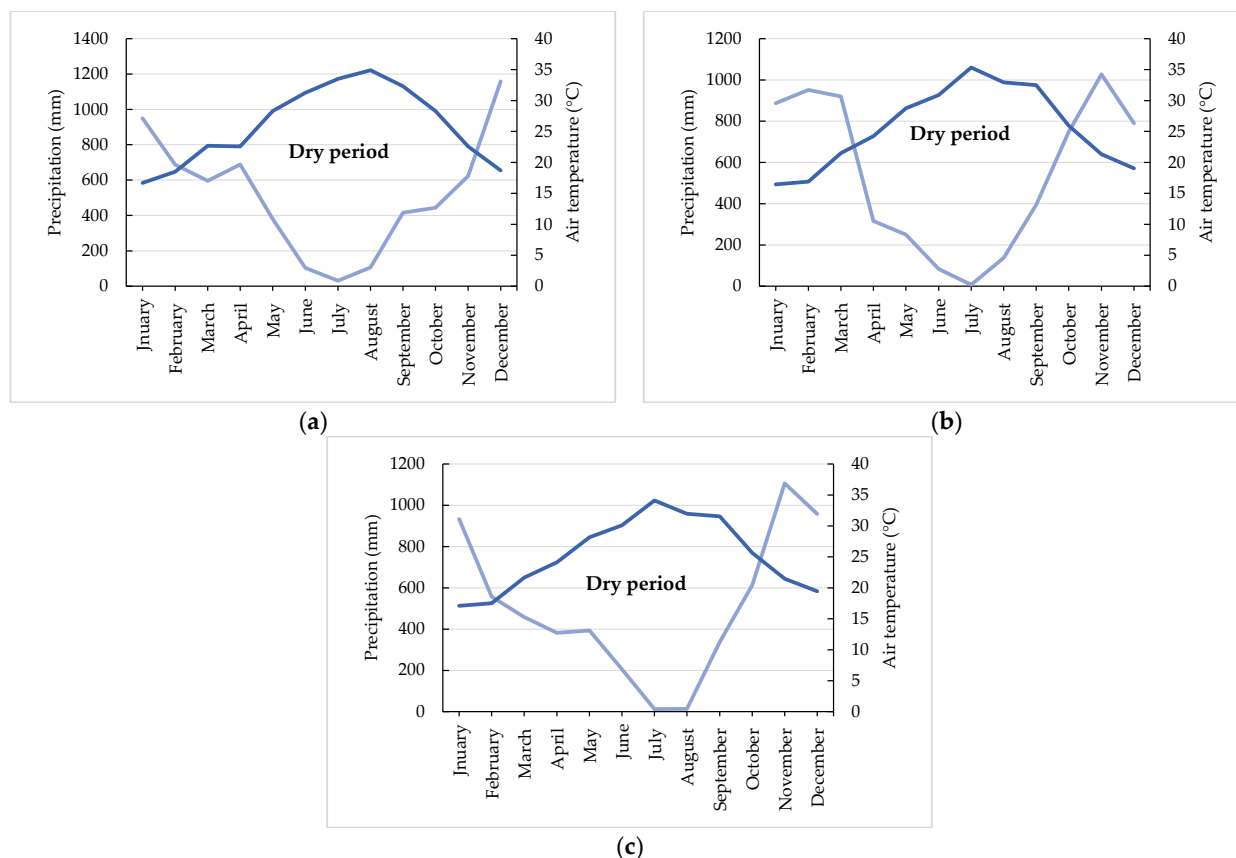 Precipitation (mm)
1400
1200
1000
800
600
400
200
0
Dry period
40
35
30
25
20
15
10
5
0
Air temperature (°C)
Jnuary
February
March
April
May
June
July
August
September
October
November
December
(a)
Precipitation (mm)
1200
1000
800
600
400
200
0
Dry period
40
35
30
25
20
15
10
5
0
Air temperature (°C)
Jnuary
February
March
April
May
June
July
August
September
October
November
December
(b)
Precipitation (mm)
1200
1000
800
600
400
200
0
Dry period
40
35
30
25
20
15
10
5
0
Air temperature (°C)
Jnuary
February
March
April
May
June
July
August
September
October
November
December
(c)